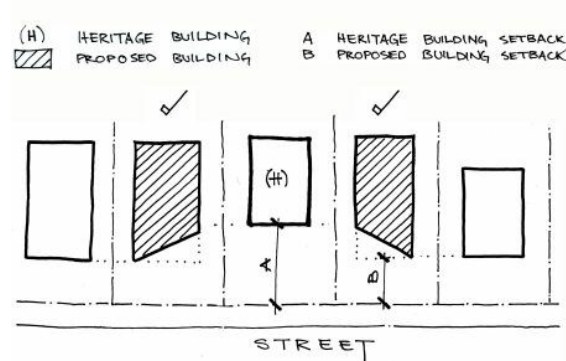 (H) HERITAGE BUILDING A HERITAGE BUILDING SETBACK
PROPOSED BUILDING B PROPOSED BUILDING SETBACK
(H)
A
B
STREET